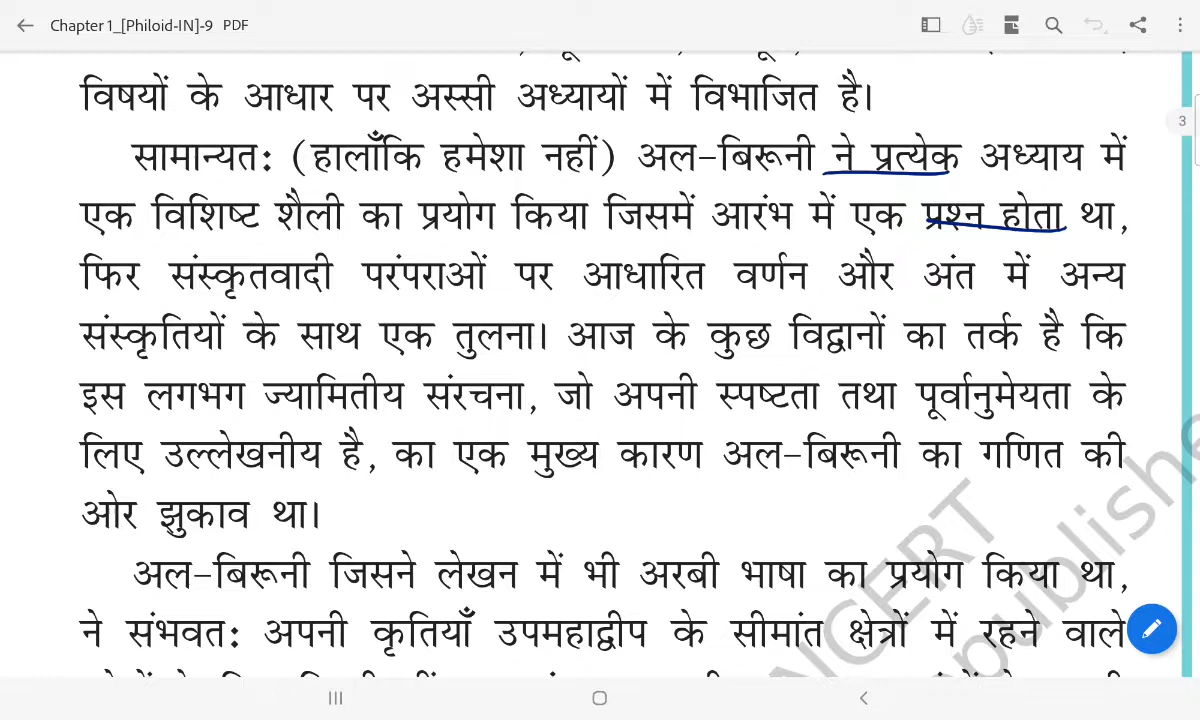 Chapter 1_[Philoid-IN]-9 PDF
विषयों के आधार पर अस्सी अध्यायों में विभाजित है।
3
सामान्यत: (हालाँकि हमेशा नहीं) अल-बिरूनी ने प्रत्येक अध्याय में
एक विशिष्ट शैली का प्रयोग किया जिसमें आरंभ में एक प्रश्न होता था,
फिर संस्कृतवादी परंपराओं पर आधारित वर्णन और अंत में अन्य
संस्कृतियों के साथ एक तुलना। आज के कुछ विद्वानों का तर्क है कि
इस लगभग ज्यामितीय संरचना, जो अपनी स्पष्टता तथा पूर्वानुमेयता के
लिए उल्लेखनीय है, का एक मुख्य कारण अल-बिरूनी का गणित की
ओर झुकाव था।
अल-बिरूनी जिसने लेखन में भी अरबी भाषा का प्रयोग किया था,
ने संभवत: अपनी कृतियाँ उपमहाद्वीप के सीमांत क्षेत्रों में रहने वाले
NCERT